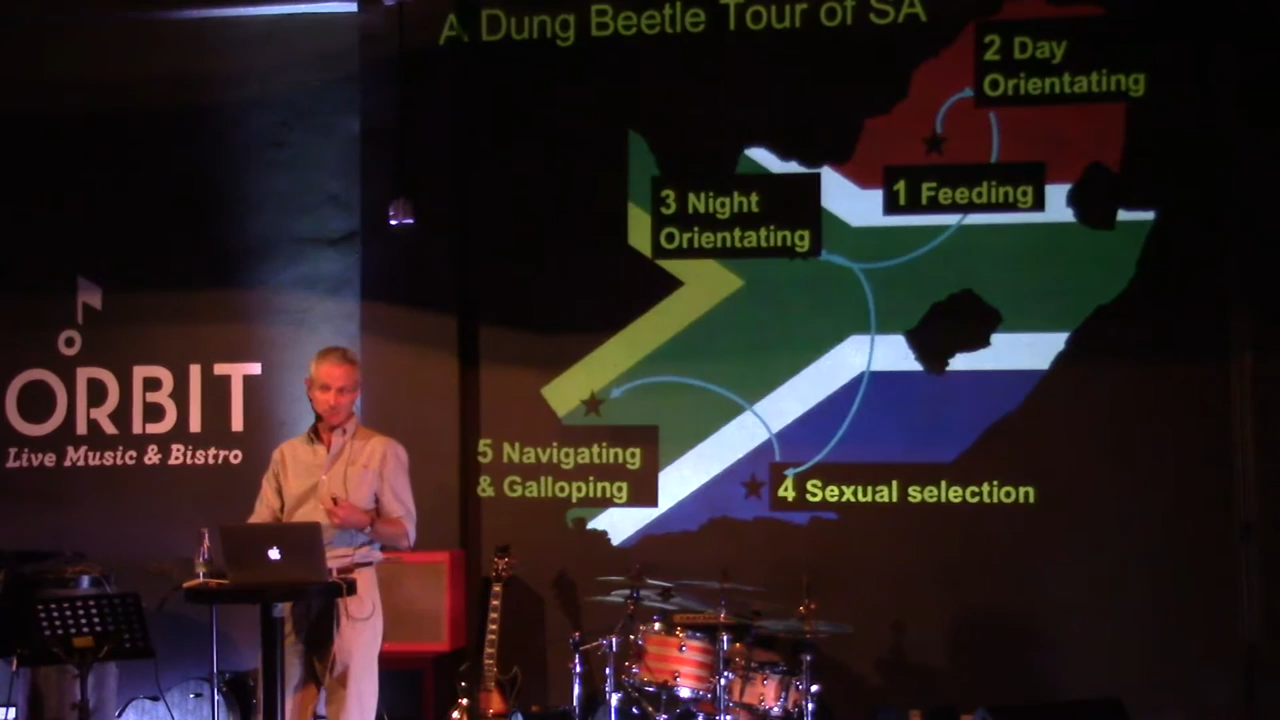 A Dung Beetle Tour of SA
2 Day
Orientating
1 Feeding
3 Night
Orientating
ORBIT
Live Music & Bistro
5 Navigating
& Galloping
4 Sexual selection